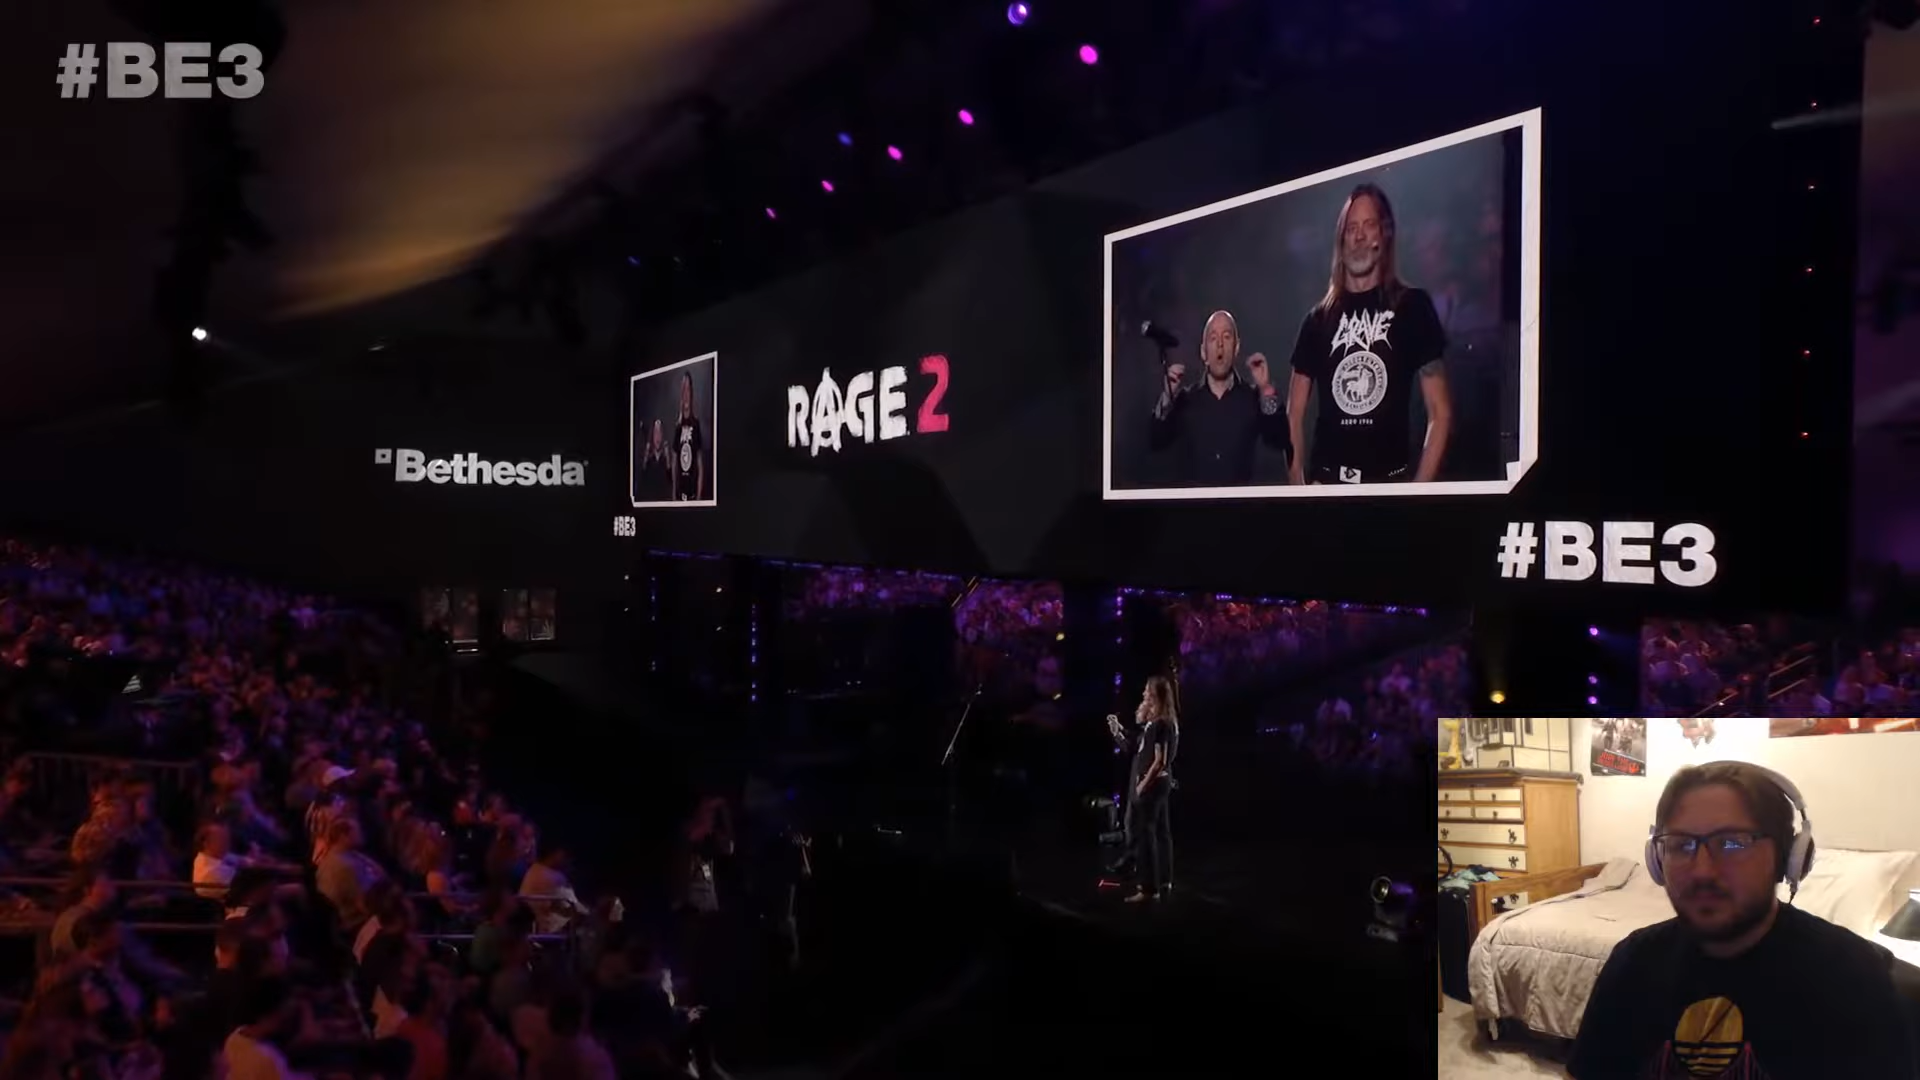 #BE3
RAGE 2
GRAVE
Bethesda
#BE3
#BE3